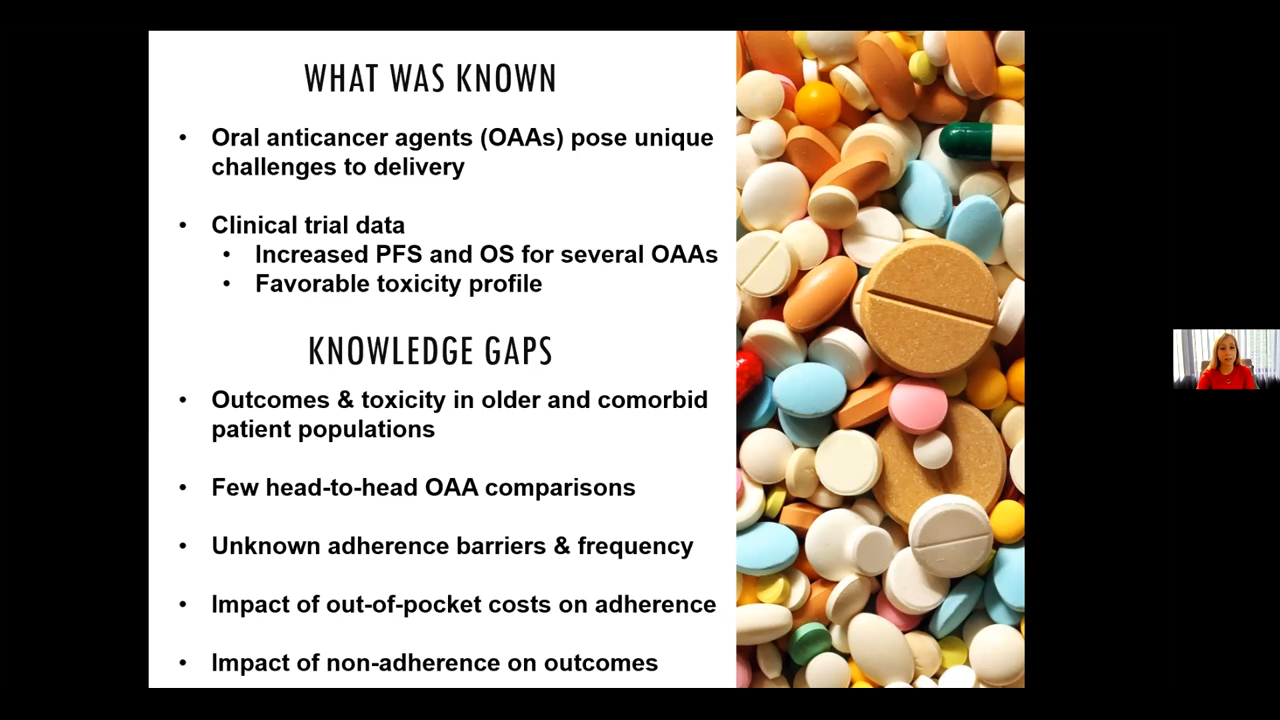 WHAT WAS KNOWN
• Oral anticancer agents (OAAs) pose unique
challenges to delivery
• Clinical trial data
• Increased PFS and OS for several OAAs
• Favorable toxicity profile
KNOWLEDGE GAPS
• Outcomes & toxicity in older and comorbid
patient populations
• Few head-to-head OAA comparisons
• Unknown adherence barriers & frequency
• Impact of out-of-pocket costs on adherence
• Impact of non-adherence on outcomes